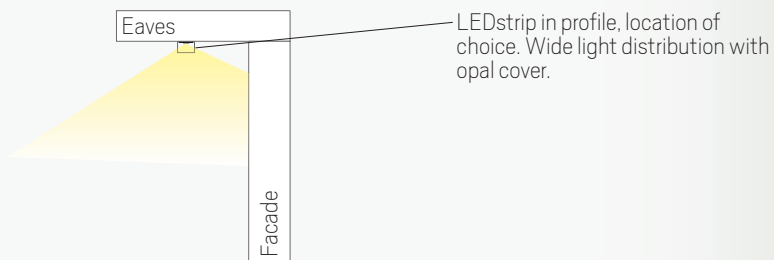 Eaves
LEDstrip in profile, location of
choice. Wide light distribution with
opal cover.
Facade